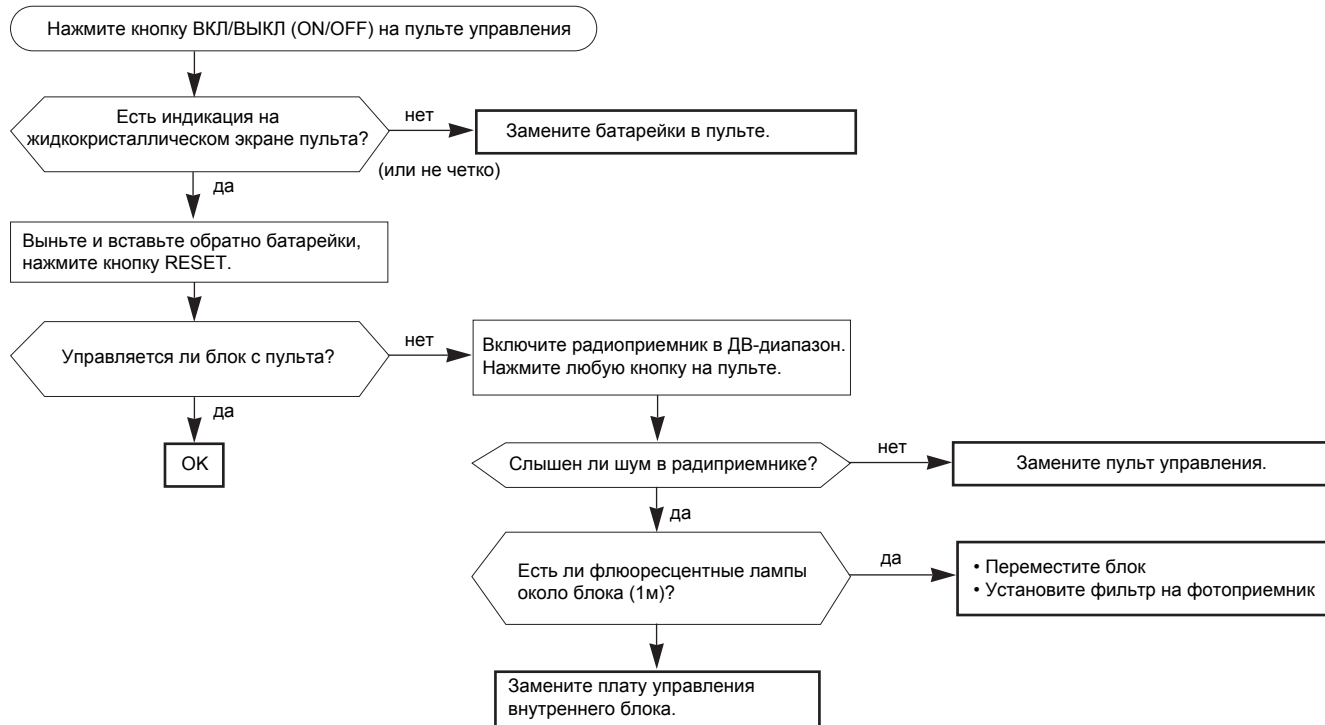 Нажмите кнопку ВКЛ/ВЫКЛ (ON/OFF) на пульте управления
Есть индикация на
жидкокристаллическом экране пульта?
нет
(или не четко)
Замените батарейки в пульте.
да
Выньте и вставьте обратно батарейки,
нажмите кнопку RESET.
Управляется ли блок с пульта?
нет
Включите радиоприемник в ДВ-диапазон.
Нажмите любую кнопку на пульте.
да
OK
Слышен ли шум в радиприемнике?
нет
Замените пульт управления.
да
Есть ли флюоресцентные лампы
около блока (1м)?
да
• Переместите блок
• Установите фильтр на фотоприемник
Замените плату управления
внутреннего блока.